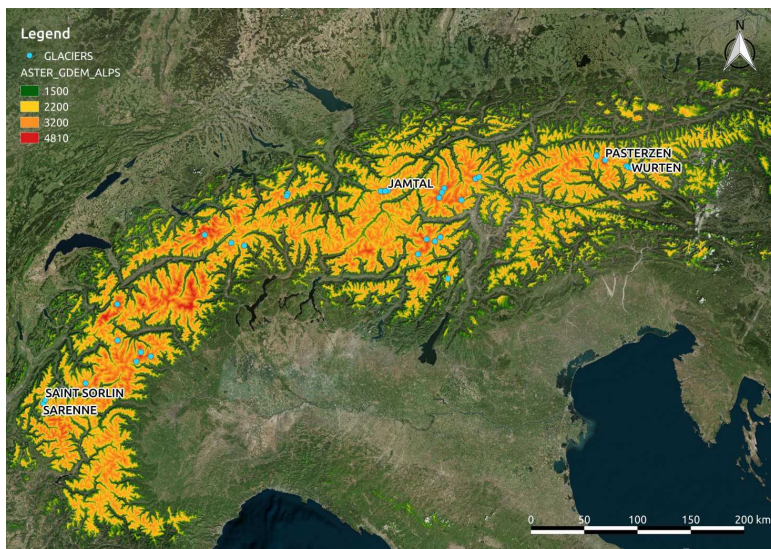 Legend
GLACIERS
ASTER_GDEM_ALPS
1500
2200
3200
4810
N
PASTERZEN
WURTEN
JAMTAL
SAINT SORLIN
SARENNE
0 50 100 150 200 km